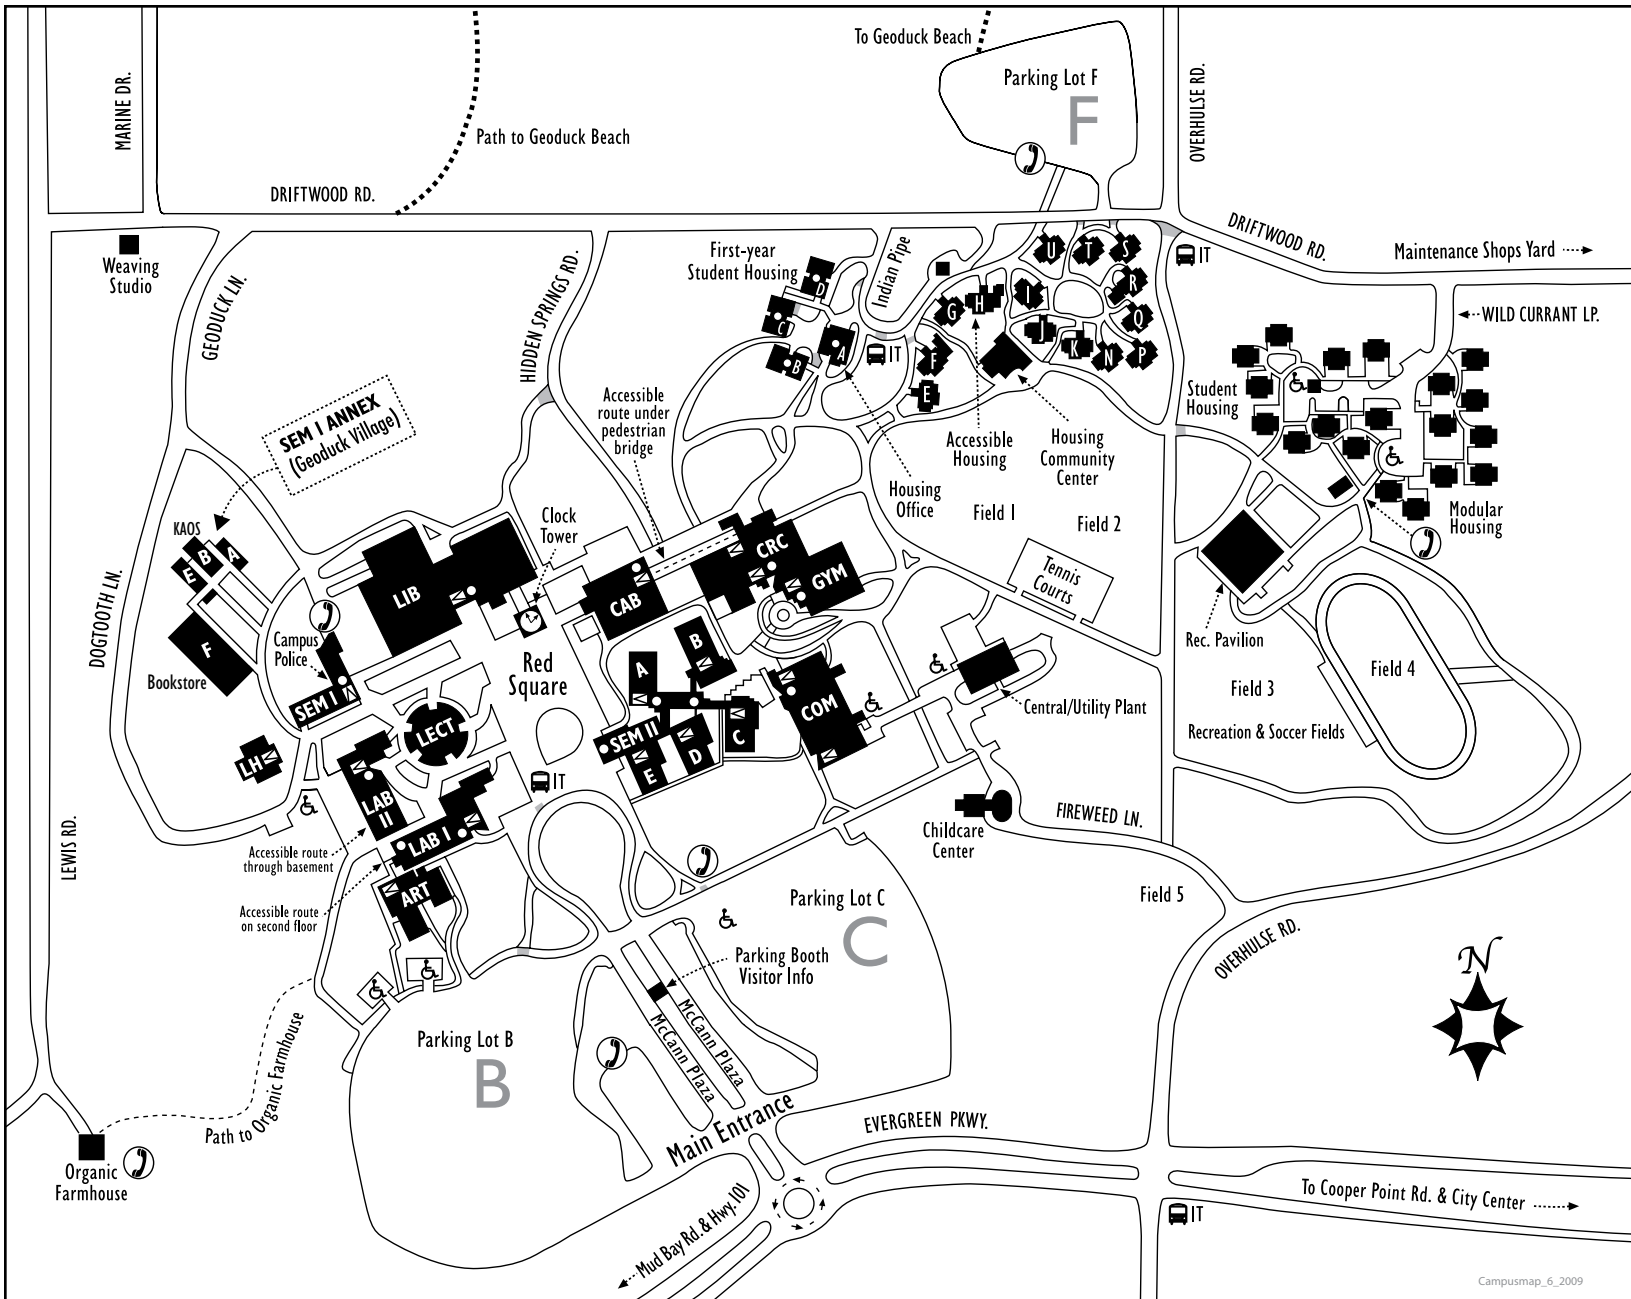 To Geoduck Beach
Parking Lot F
F
MARINE DR.
OVERHULSE RD.
Path to Geoduck Beach
DRIFTWOOD RD.
DRIFTWOOD RD.
Maintenance Shops Yard
IT
WILD CURRANT LP.
Weaving
Studio
GEODUCK LN.
HIDDEN SPRINGS RD.
First-year
Student Housing
Indian Pipe
D
C
B
A
IT
U
T
S
R
Q
P
N
K
J
I
H
G
F
E
Student
Housing
Accessible
route under
pedestrian
bridge
SEM I ANNEX
(Geoduck Village)
Accessible
Housing
Housing
Community
Center
Housing
Office
Field 1
Field 2
Modular
Housing
KAOS
E
B
A
Clock
Tower
LIB
CAB
CRC
GYM
Tennis
Courts
DOGTOOTH LN.
F
Bookstore
Campus
Police
SEM I
Red
Square
A
B
SEM II
C
D
E
COM
Rec. Pavilion
Field 3
Field 4
Recreation & Soccer Fields
Central/Utility Plant
LECT
LH
LAB
II
LAB I
IT
Accessible route
through basement
ART
Accessible route
on second floor
LEWIS RD.
Childcare
Center
FIREWEED LN.
Field 5
OVERHULSE RD.
Parking Lot C
C
Parking Booth
Visitor Info
McCann Plaza
McCann Plaza
Parking Lot B
B
Path to Organic Farmhouse
Organic
Farmhouse
Main Entrance
EVERGREEN PKWY.
Mud Bay Rd. & Hwy. 101
To Cooper Point Rd. & City Center
IT
N
Campusmap_6_2009